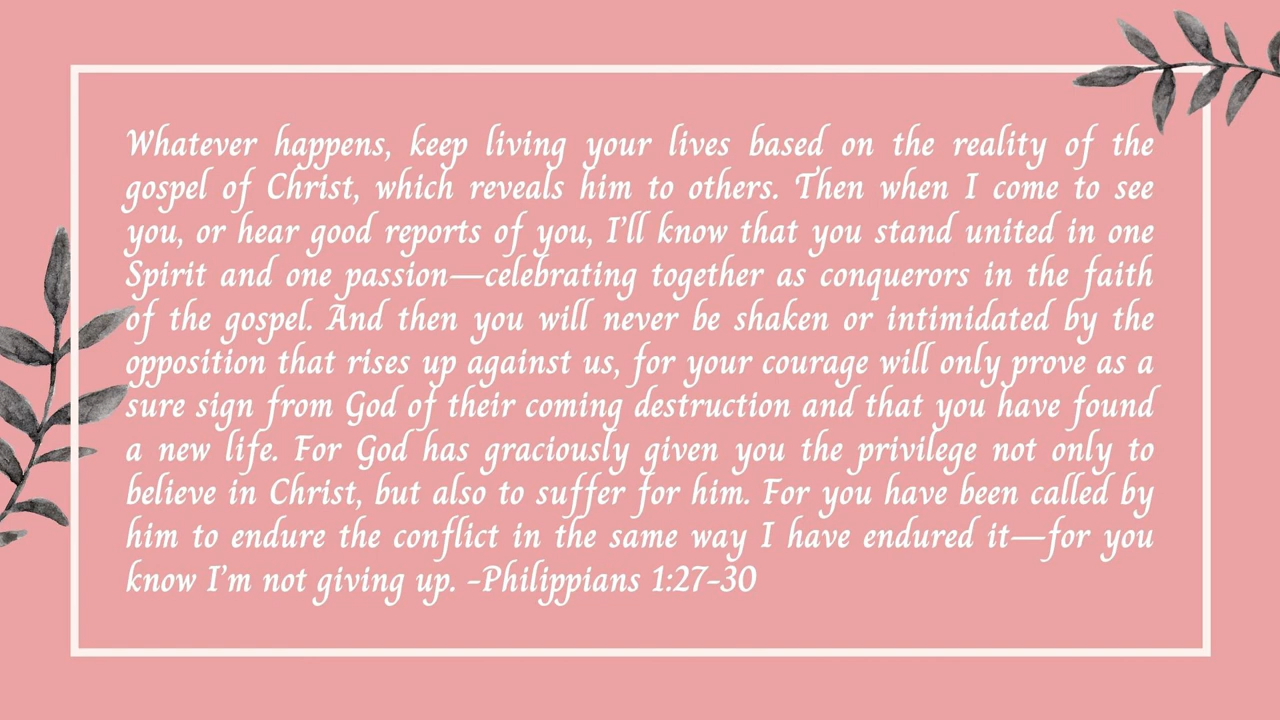 Whatever happens, keep living your lives based on the reality of the
gospel of Christ, which reveals him to others. Then when I come to see
you, or hear good reports of you, I'll know that you stand united in one
Spirit and one passion—celebrating together as conquerors in the faith
of the gospel. And then you will never be shaken or intimidated by the
opposition that rises up against us, for your courage will only prove as a
sure sign from God of their coming destruction and that you have found
a new life. For God has graciously given you the privilege not only to
believe in Christ, but also to suffer for him. For you have been called by
him to endure the conflict in the same way I have endured it—for you
know I'm not giving up. -Philippians 1:27-30